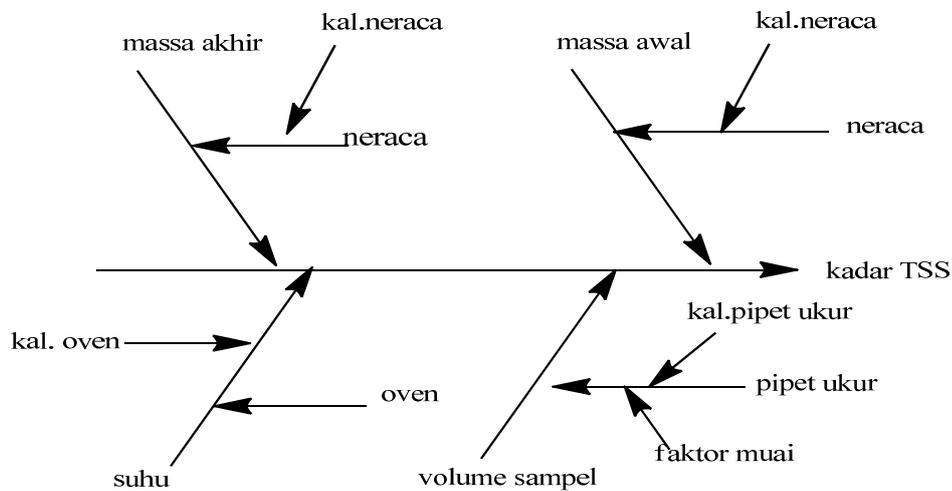 kal.neraca
kal.neraca
massa akhir
massa awal
neraca
neraca
kadar TSS
kal.pipet ukur
kal. oven
pipet ukur
oven
faktor muai
suhu
volume sampel